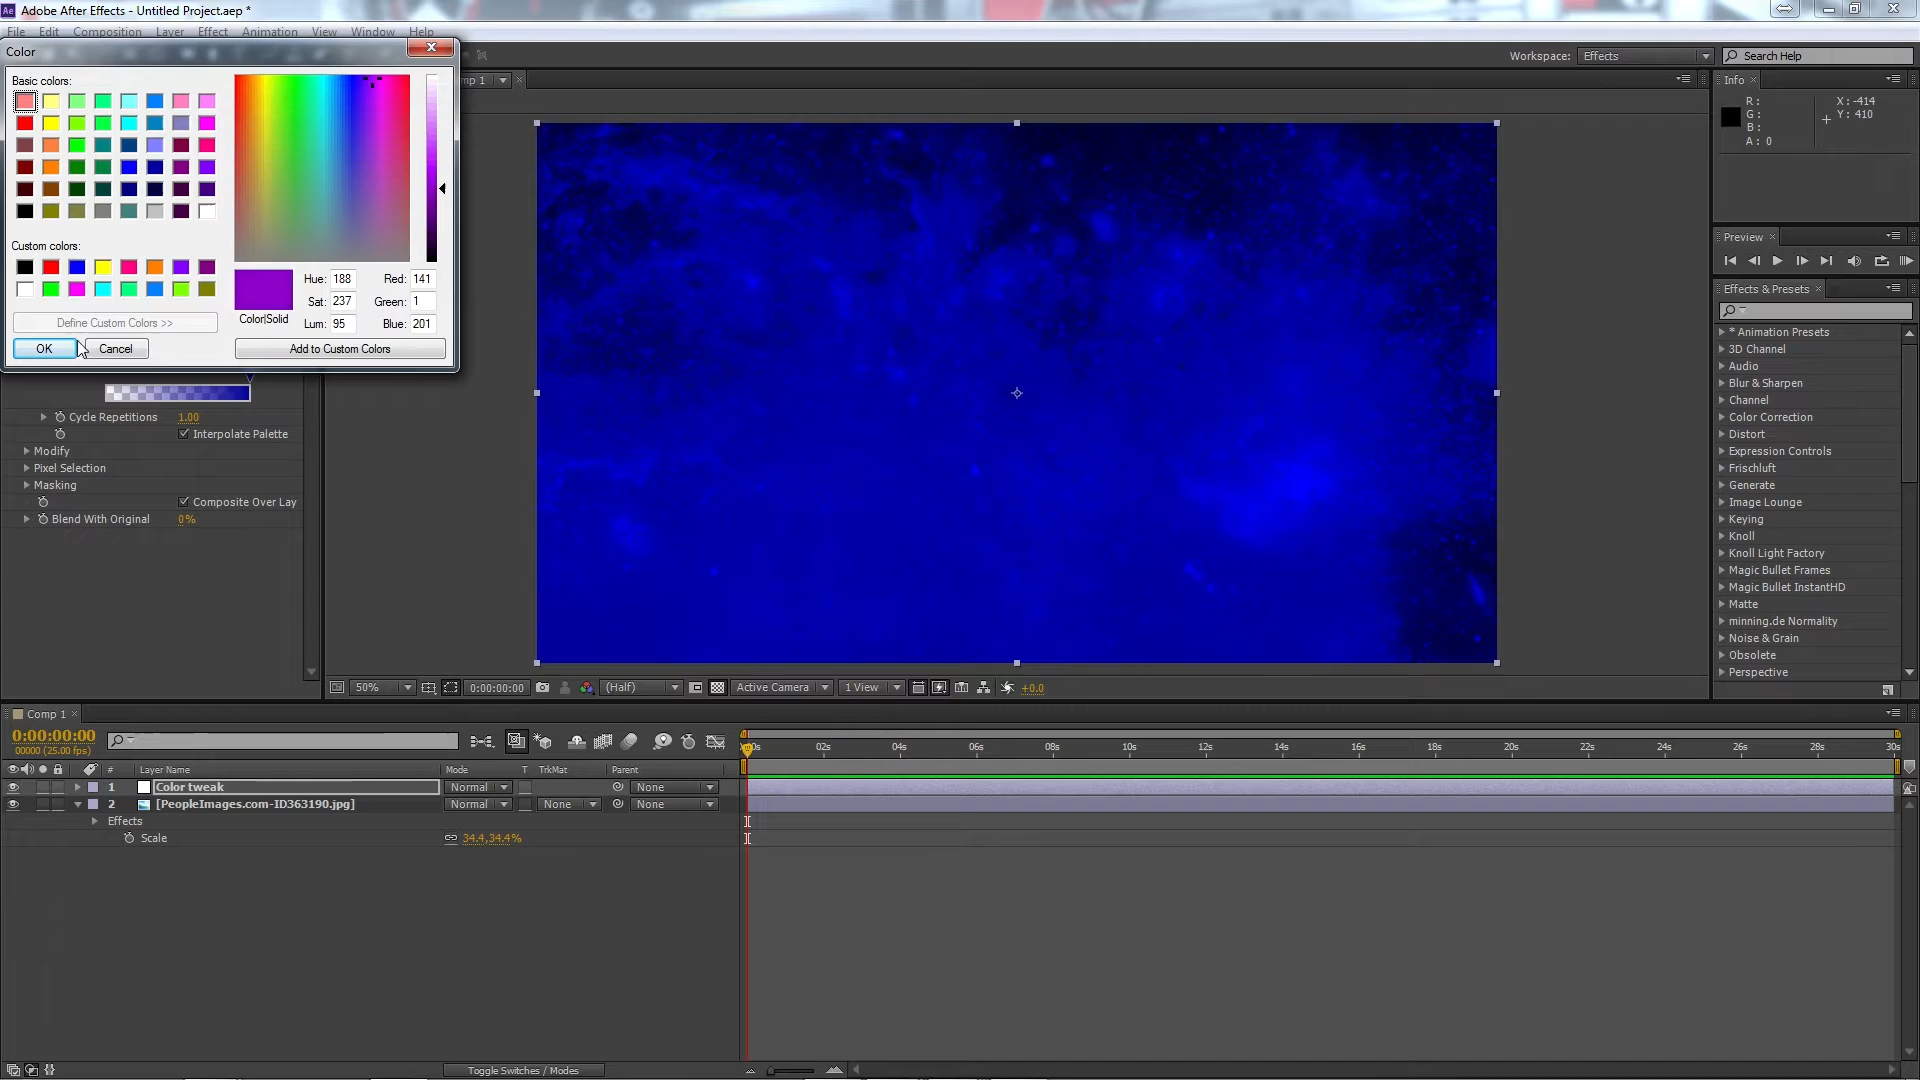 Adobe After Effects - Untitled Project.aep *
File Edit Composition Layer Effect Animation View Window Help
Color
Workspace: Effects
Search Help
Basic colors:
mp 1
Info
R : X : -414
G : Y : 410
B :
A : 0
Custom colors:
Hue: 188 Red: 141
Sat: 237 Green: 1
Color|Solid
Lum: 95 Blue: 201
Define Custom Colors >>
OK Cancel Add to Custom Colors
Preview
Effects & Presets
* Animation Presets
3D Channel
Audio
Blur & Sharpen
Channel
Color Correction
Distort
Expression Controls
Frischluft
Generate
Image Lounge
Keying
Knoll
Knoll Light Factory
Magic Bullet Frames
Magic Bullet InstantHD
Matte
minning.de Normality
Noise & Grain
Obsolete
Perspective
Cycle Repetitions 1.00
Interpolate Palette
Modify
Pixel Selection
Masking
Composite Over Lay
Blend With Original 0%
50% 0:00:00:00 (Half) Active Camera 1 View +0.0
Comp 1
0:00:00:00
00000 (25.00 fps)
0s 02s 04s 06s 08s 10s 12s 14s 16s 18s 20s 22s 24s 26s 28s 30s
# Layer Name Mode T TrkMat Parent
1 Color tweak Normal None
2 [PeopleImages.com-ID363190.jpg] Normal None None
Effects
Scale 34.4,34.4%
Toggle Switches / Modes